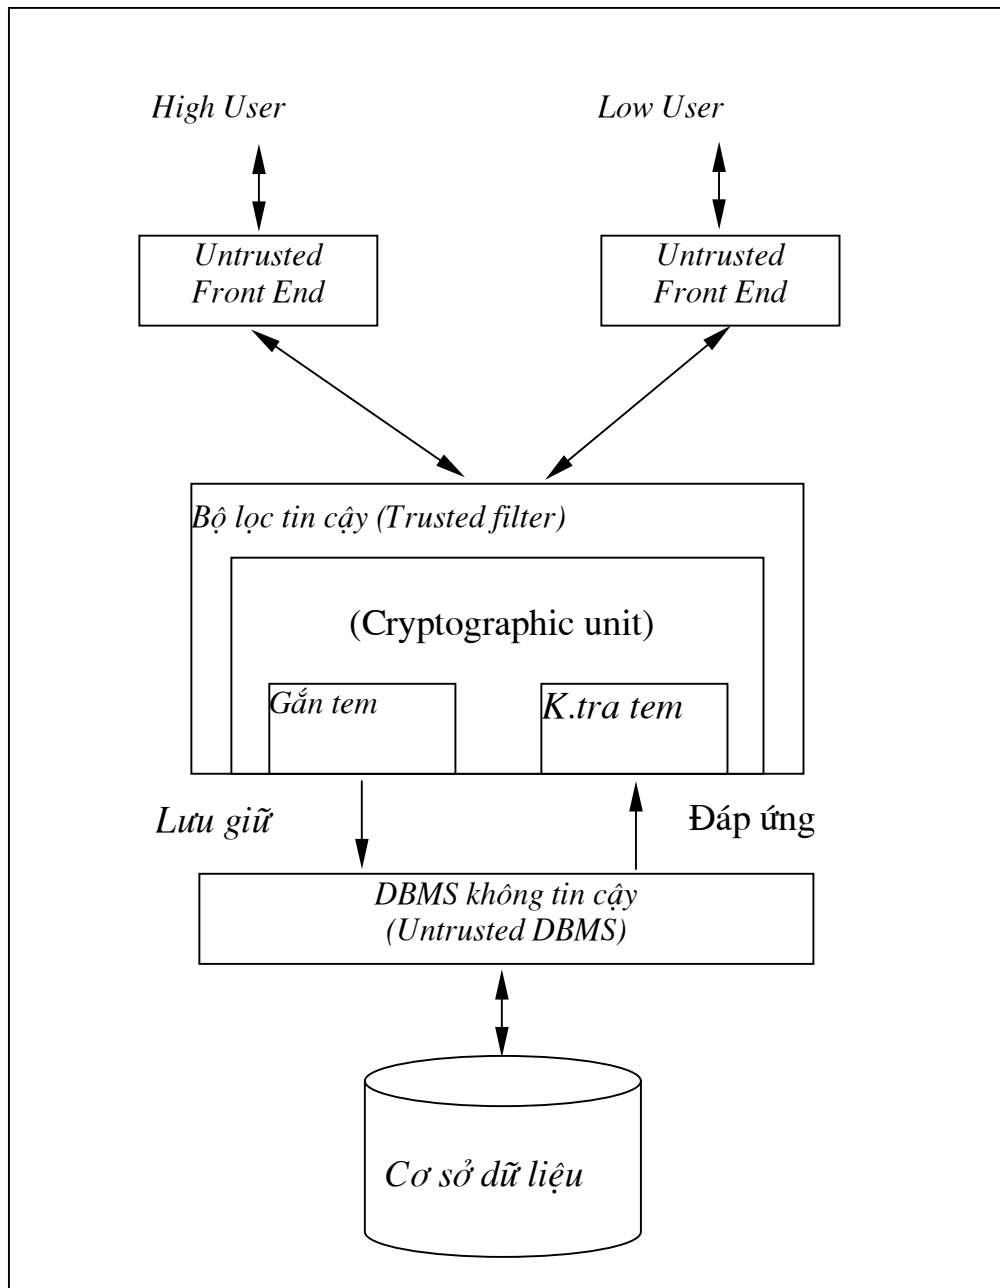 High User
Low User
Untrusted
Front End
Untrusted
Front End
Bộ lọc tin cậy (Trusted filter)
(Cryptographic unit)
Gắn tem
K.tra tem
Lưu giữ
Đáp ứng
DBMS không tin cậy
(Untrusted DBMS)
Cơ sở dữ liệu